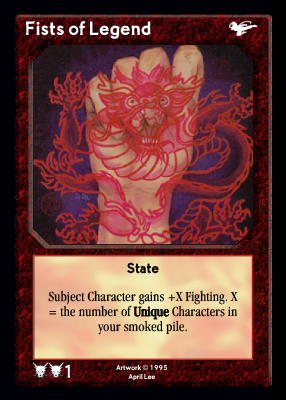 Fists of Legend
State
Subject Character gains +X Fighting. X
= the number of Unique Characters in
your smoked pile.
1
Artwork © 1995
April Lee